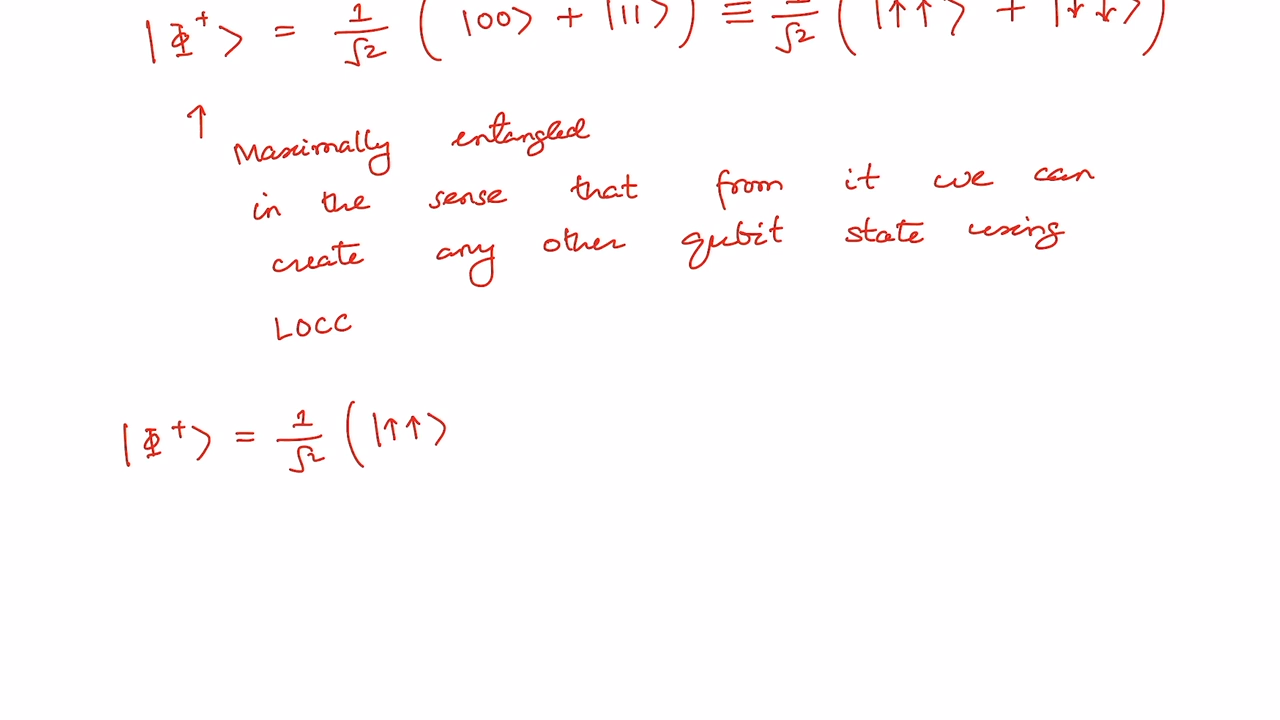 |Φ⁺⟩ = 1/√2 ( |00⟩ + |11⟩ ) ≡ 1/√2 ( |↑↑⟩ + |↓↓⟩ )
↑
Maximally entangled
in the sense that from it we can
create any other qubit state using
LOCC
|Φ⁺⟩ = 1/√2 ( |↑↑⟩